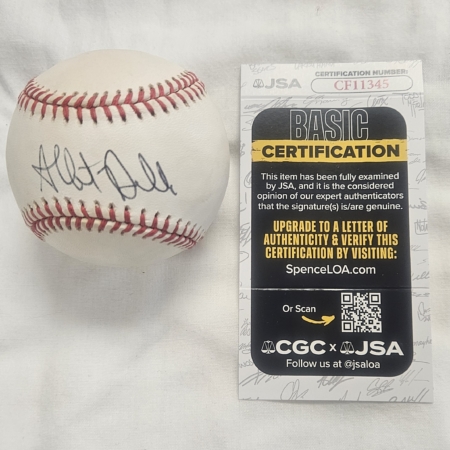 Albert Belle
JSA
CERTIFICATION NUMBER:
CF11345
BASIC
CERTIFICATION
This item has been fully examined
by JSA, and it is the considered
opinion of our expert authenticators
that the signature(s) is/are genuine.
UPGRADE TO A LETTER OF
AUTHENTICITY & VERIFY THIS
CERTIFICATION BY VISITING:
SpenceLOA.com
Or Scan
CGC x JSA
Follow us at @jsaloa